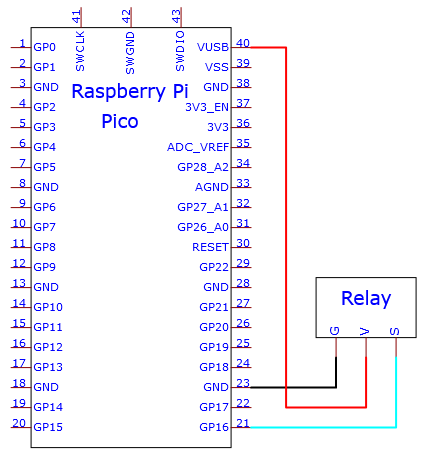 41 42 43
SWCLK SWGND SWDIO
Raspberry Pi
Pico
1 GP0 VUSB 40
2 GP1 VSS 39
3 GND GND 38
4 GP2 3V3_EN 37
5 GP3 3V3 36
6 GP4 ADC_VREF 35
7 GP5 GP28_A2 34
8 GND AGND 33
9 GP6 GP27_A1 32
10 GP7 GP26_A0 31
11 GP8 RESET 30
12 GP9 GP22 29
13 GND GND 28
14 GP10 GP21 27
15 GP11 GP20 26
16 GP12 GP19 25
17 GP13 GP18 24
18 GND GND 23
19 GP14 GP17 22
20 GP15 GP16 21
Relay
G V S